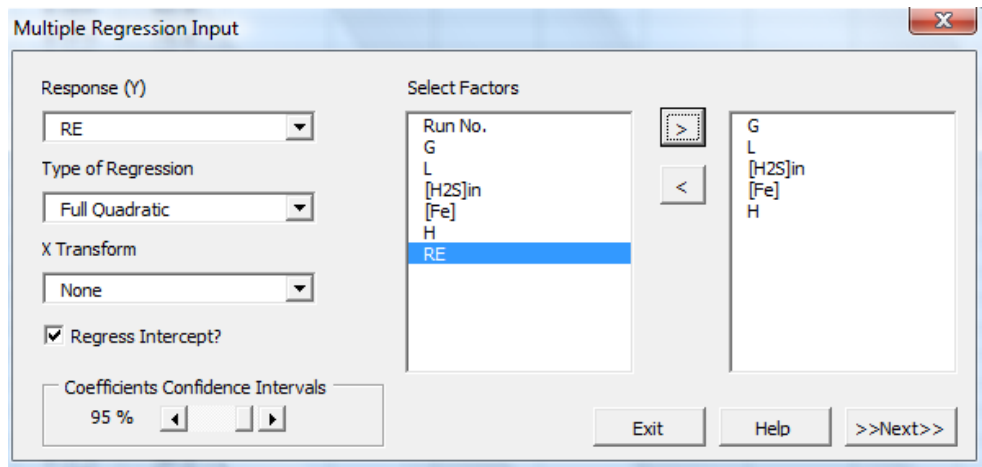 Multiple Regression Input
X
Response (Y)
RE
Type of Regression
Full Quadratic
X Transform
None
Regress Intercept?
Coefficients Confidence Intervals
95 %
Select Factors
Run No.
G
L
[H2S]in
[Fe]
H
RE
>
<
G
L
[H2S]in
[Fe]
H
Exit
Help
>>Next>>